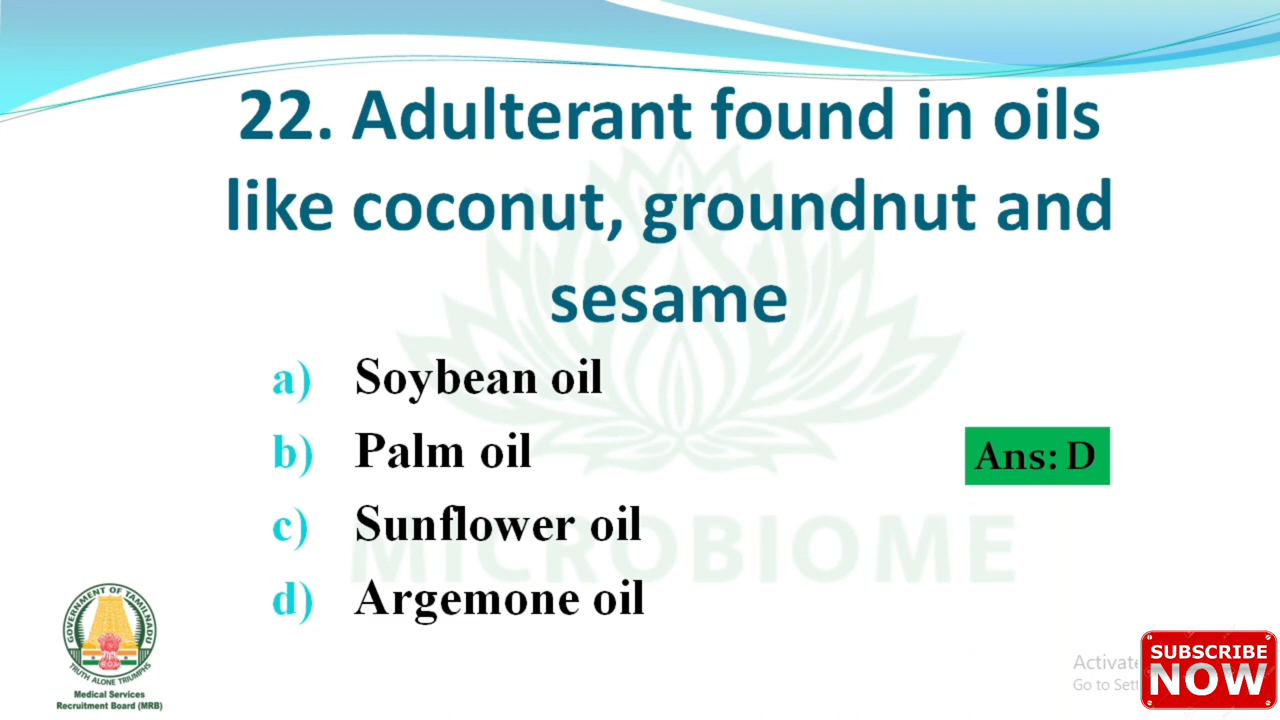 22. Adulterant found in oils
like coconut, groundnut and
sesame
a) Soybean oil
b) Palm oil
Ans: D
c) Sunflower oil
MICROBIOME
d) Argemone oil
GOVERNMENT OF TAMILNADU
TRUTH ALONE TRIUMPHS
Medical Services
Recruitment Board (MRB)
Activate
Go to Sett
SUBSCRIBE
NOW